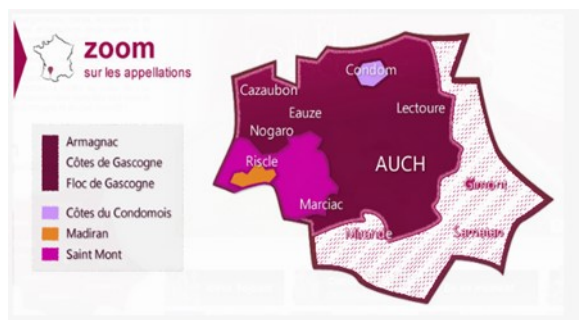 zoom
sur les appellations
Armagnac
Côtes de Gascogne
Floc de Gascogne
Côtes du Condomois
Madiran
Saint Mont
Condom
Cazaubon
Eauze
Lectoure
Nogaro
Riscle
AUCH
Gimont
Marciac
Mirande
Samatan